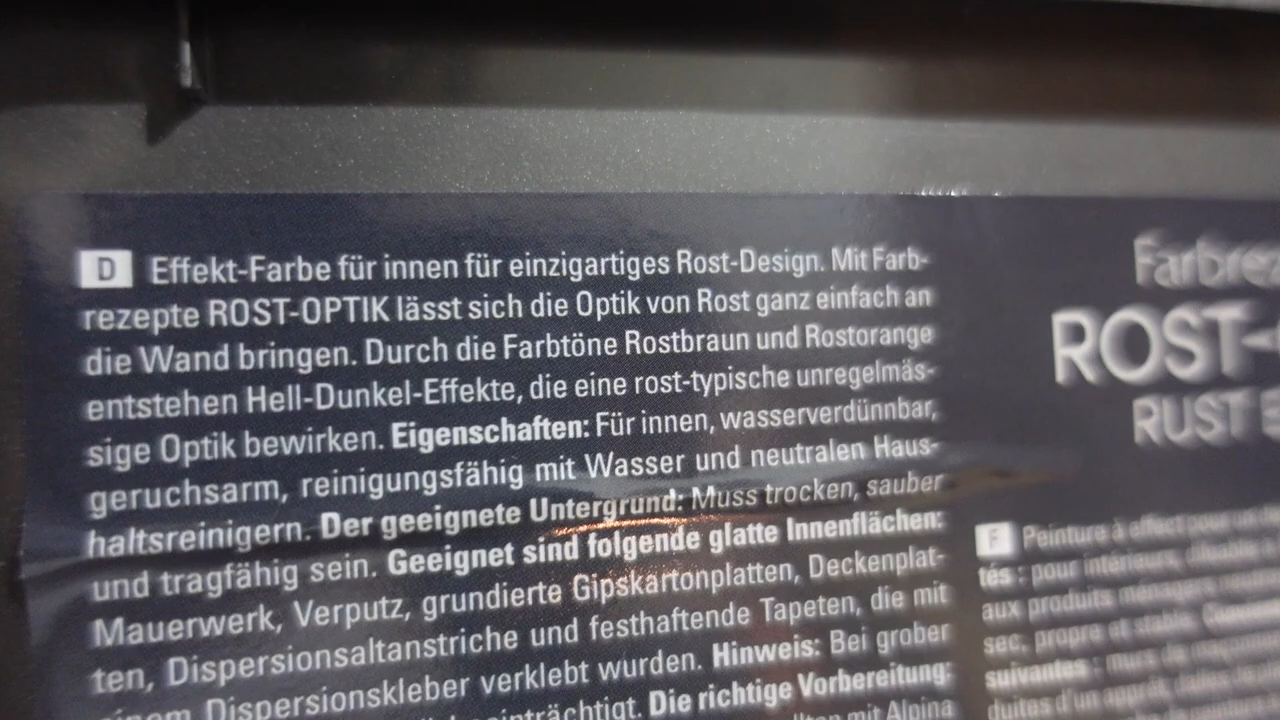 D Effekt-Farbe für innen für einzigartiges Rost-Design. Mit Farb-
rezepte ROST-OPTIK lässt sich die Optik von Rost ganz einfach an
die Wand bringen. Durch die Farbtöne Rostbraun und Rostorange
entstehen Hell-Dunkel-Effekte, die eine rost-typische unregelmäs-
sige Optik bewirken. Eigenschaften: Für innen, wasserverdünnbar,
geruchsarm, reinigungsfähig mit Wasser und neutralen Haus-
haltsreinigern. Der geeignete Untergrund: Muss trocken, sauber
und tragfähig sein. Geeignet sind folgende glatte Innenflächen:
Mauerwerk, Verputz, grundierte Gipskartonplatten, Deckenplat-
ten, Dispersionsaltanstriche und festhaftende Tapeten, die mit
einem Dispersionskleber verklebt wurden. Hinweis: Bei grober
Die richtige Vorbereitung:
mit Alpina
ROST-
RUST
F Peinture à effect pour un
tés : pour intérieurs,
aux produits ménagers
sec, propre et stable.
suivantes : murs de